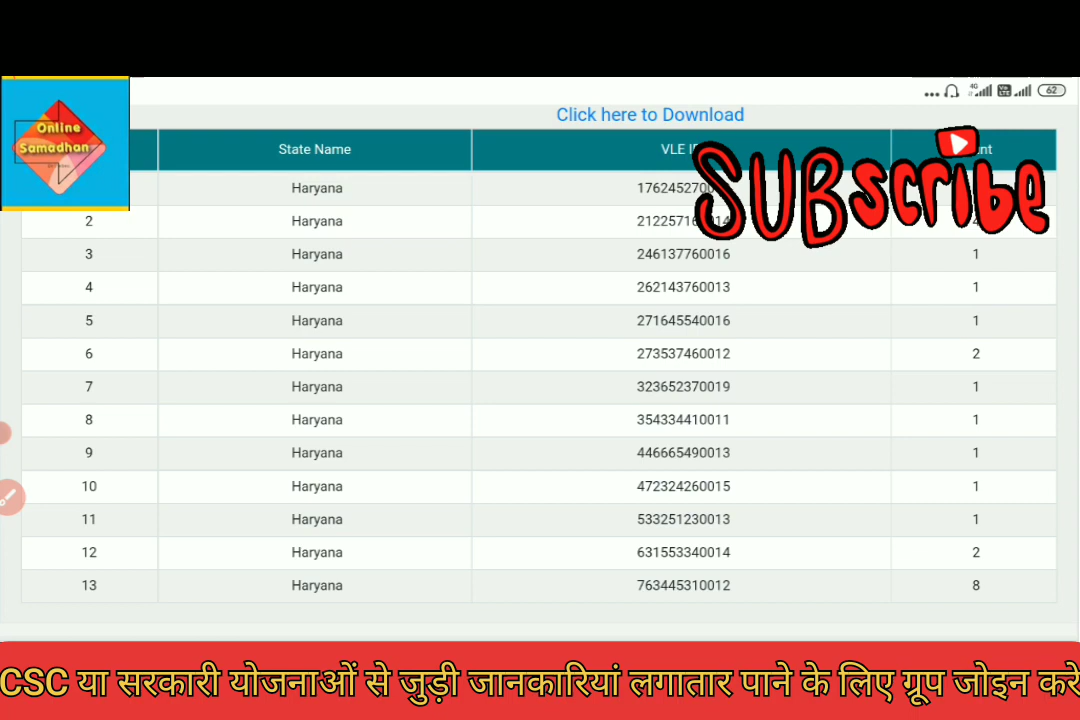 4G 62
Click here to Download
Online
Samadhan
State Name VLE
SUBscribe
Haryana
2 Haryana
3 Haryana 246137760016 1
4 Haryana 262143760013 1
5 Haryana 271645540016 1
6 Haryana 273537460012 2
7 Haryana 323652370019 1
8 Haryana 354334410011 1
9 Haryana 446665490013 1
10 Haryana 472324260015 1
11 Haryana 533251230013 1
12 Haryana 631553340014 2
13 Haryana 763445310012 8
CSC या सरकारी योजनाओं से जुड़ी जानकारियां लगातार पाने के लिए ग्रूप जोइन करे